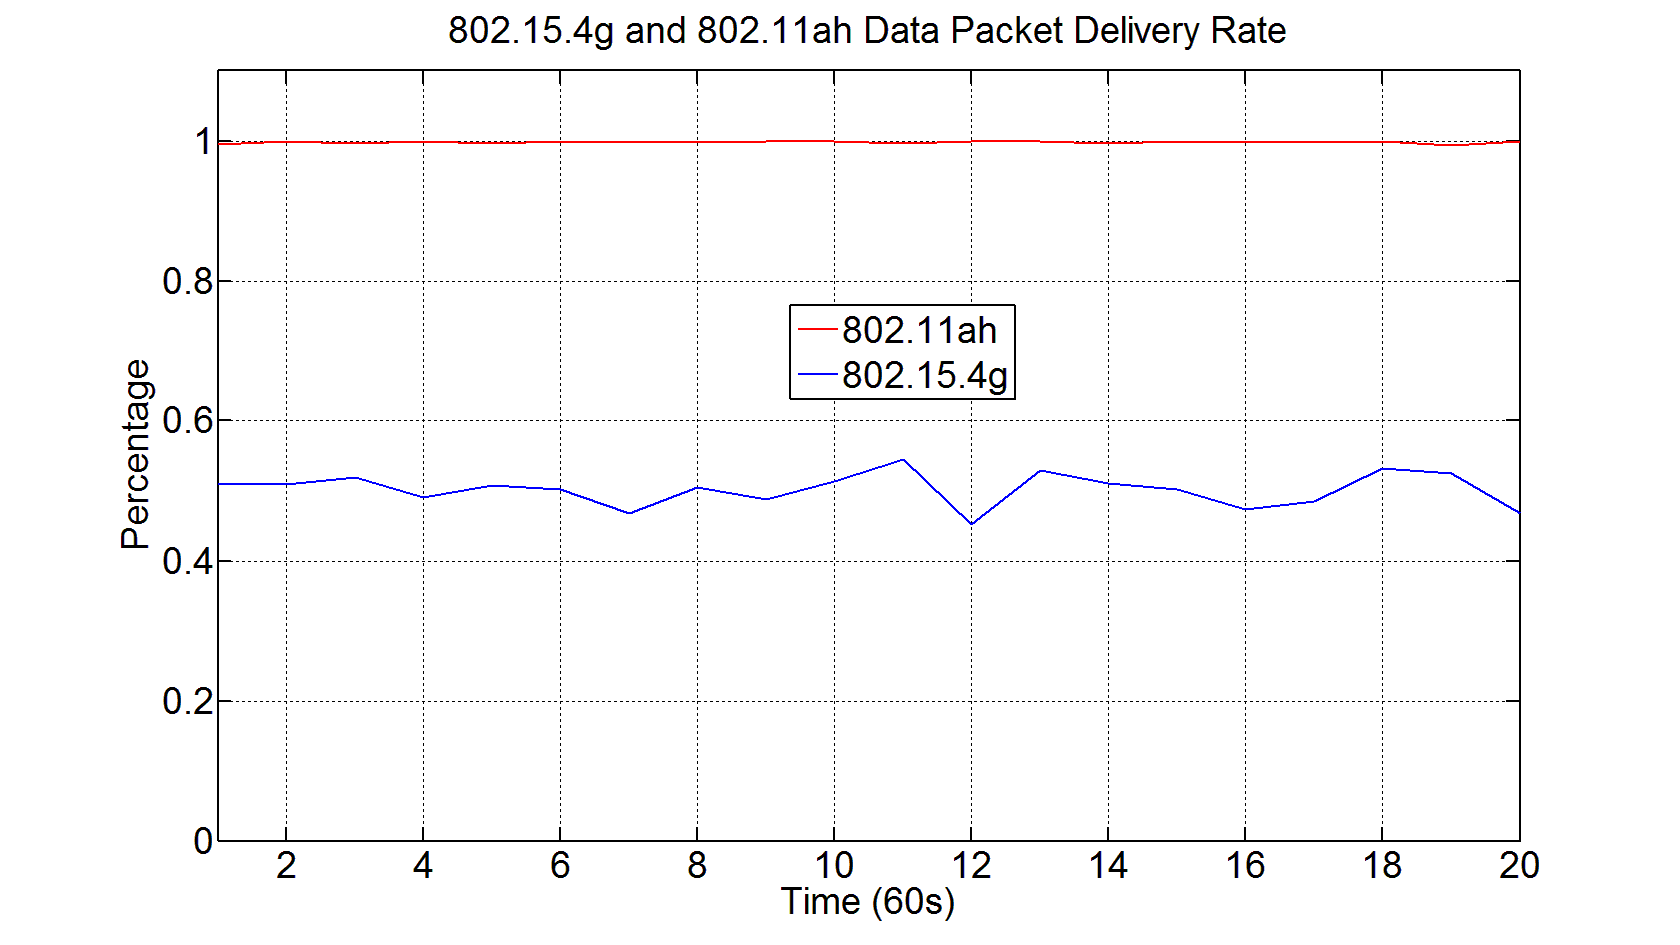 802.15.4g and 802.11ah Data Packet Delivery Rate
1
0.8
802.11ah
802.15.4g
0.6
Percentage
0.4
0.2
0
2 4 6 8 10 12 14 16 18 20
Time (60s)